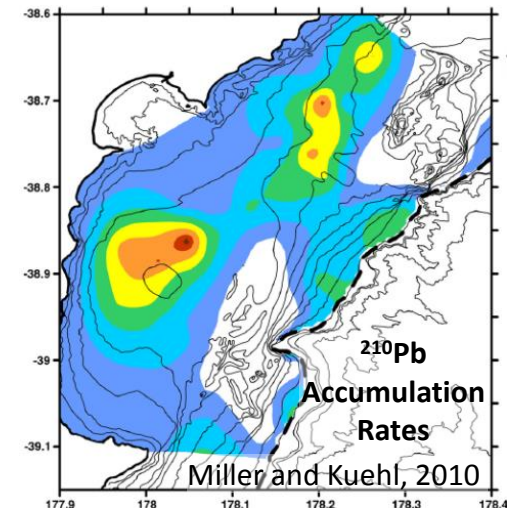 -38.6
-38.7
-38.8
-38.9
-39
-39.1
177.9 178 178.1 178.2 178.3 178.4
²¹⁰Pb
Accumulation
Rates
Miller and Kuehl, 2010